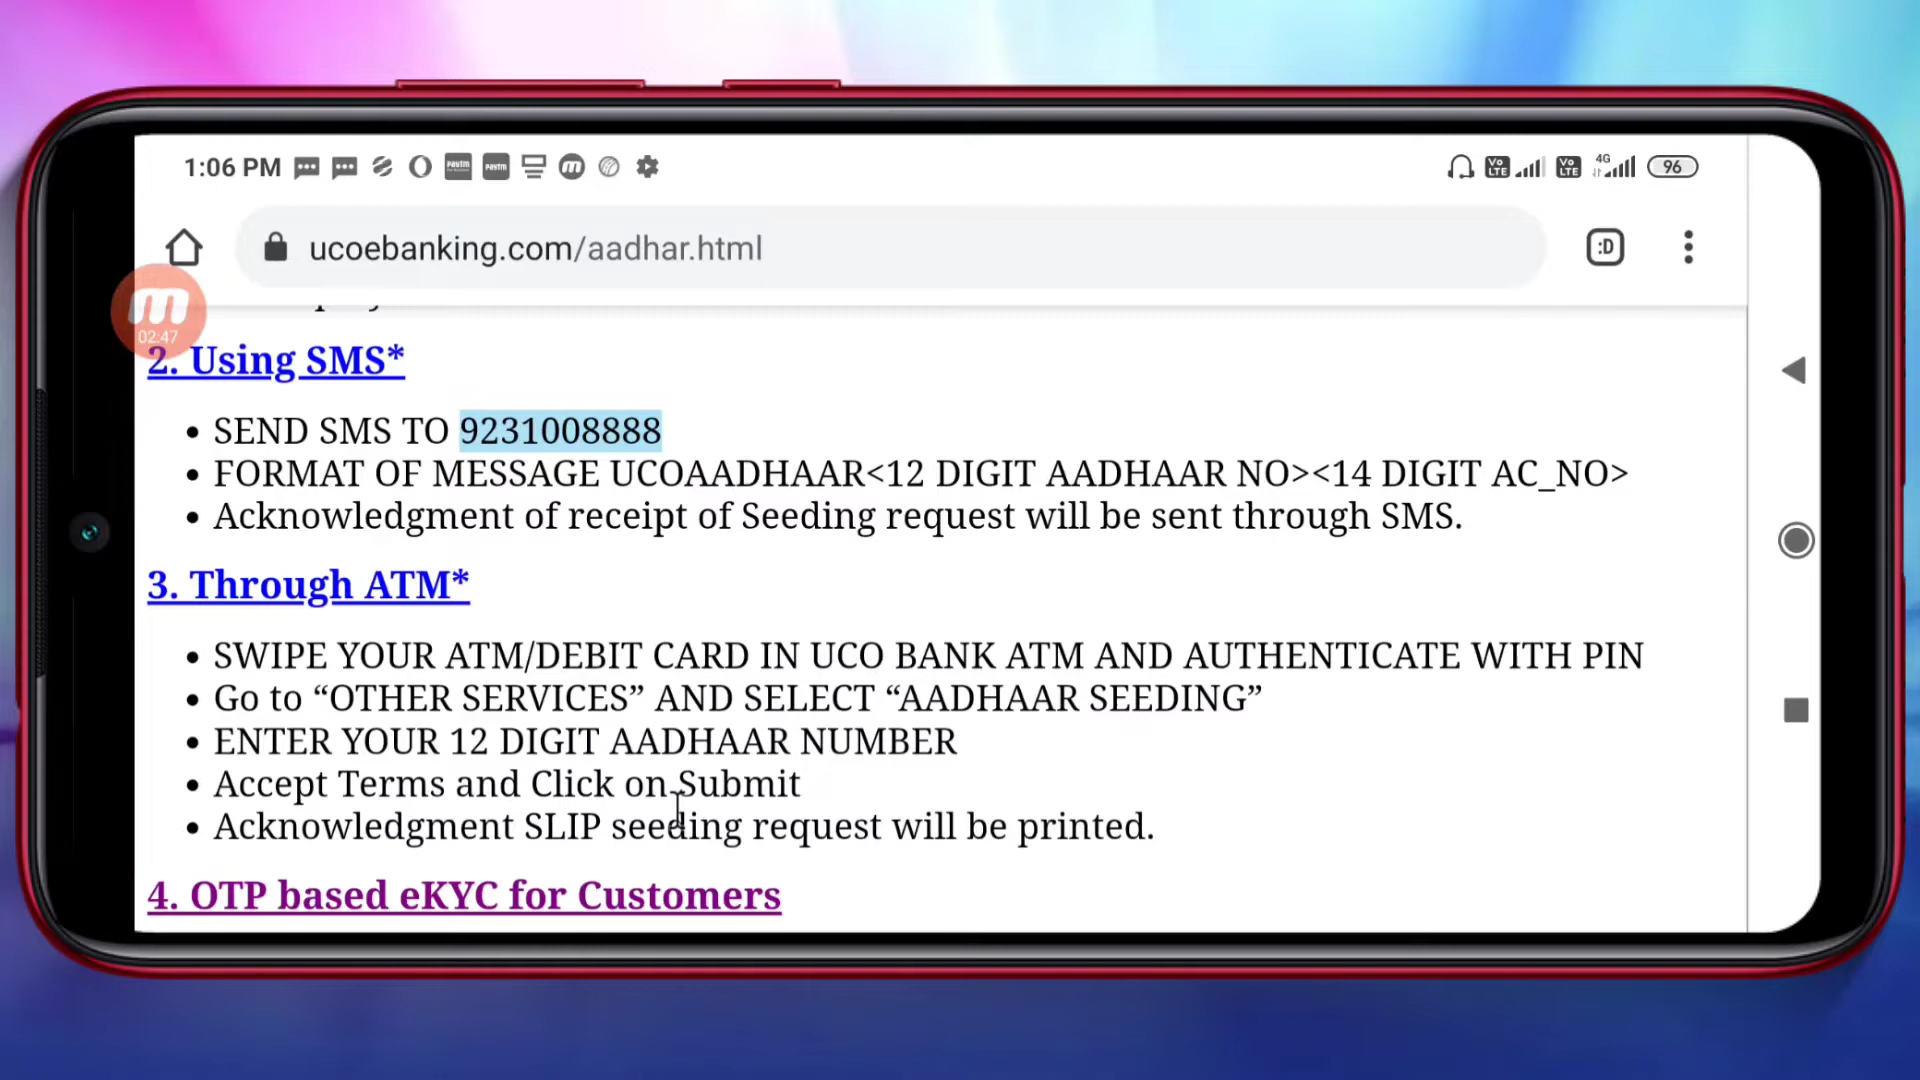 1:06 PM
paytm
VoLTE
VoLTE
4G
96
ucoebanking.com/aadhar.html
:D
02:47
2. Using SMS*
• SEND SMS TO 9231008888
• FORMAT OF MESSAGE UCOAADHAAR<12 DIGIT AADHAAR NO><14 DIGIT AC_NO>
• Acknowledgment of receipt of Seeding request will be sent through SMS.
3. Through ATM*
• SWIPE YOUR ATM/DEBIT CARD IN UCO BANK ATM AND AUTHENTICATE WITH PIN
• Go to “OTHER SERVICES” AND SELECT “AADHAAR SEEDING”
• ENTER YOUR 12 DIGIT AADHAAR NUMBER
• Accept Terms and Click on Submit
• Acknowledgment SLIP seeding request will be printed.
4. OTP based eKYC for Customers